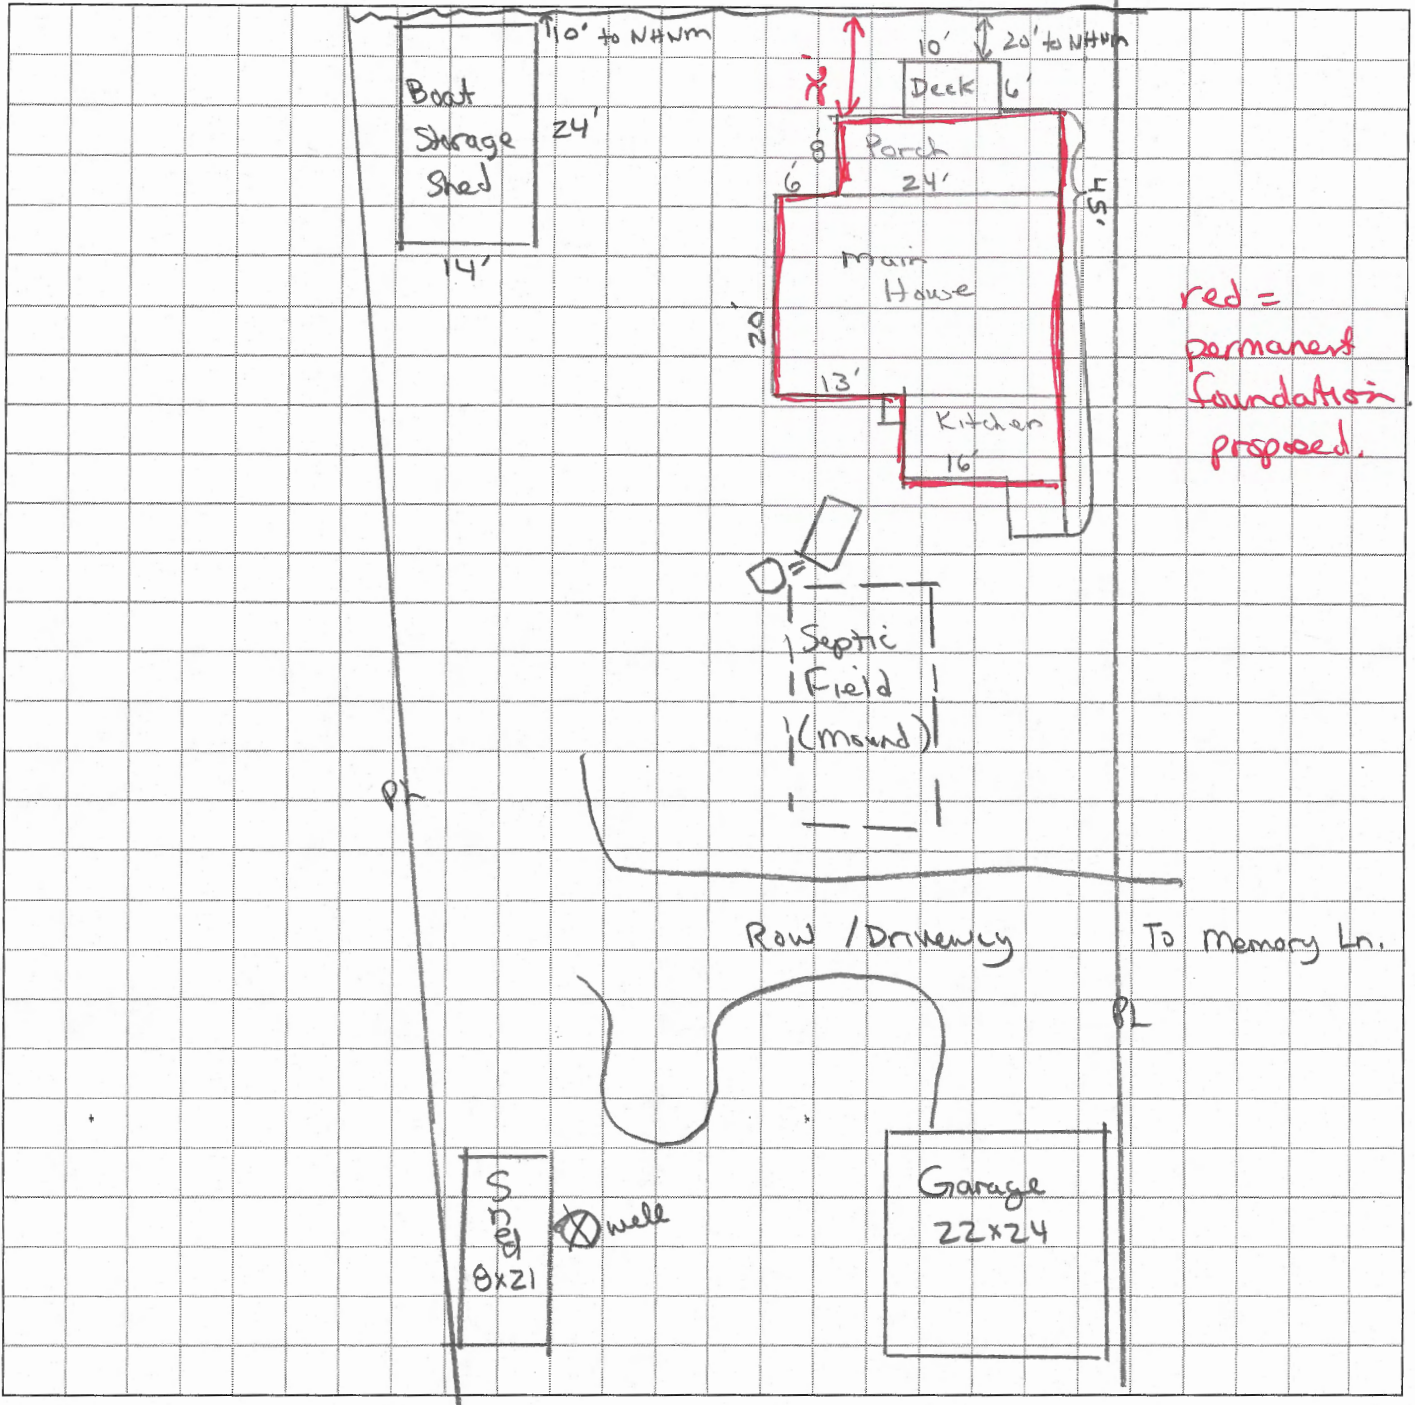 10' to NHWM
10'
20' to NHWM
Boat
Storage
Shed
24'
14'
Deck
6'
8'
Porch
6'
24'
45'
Main
House
20'
13'
Kitchen
16'
red =
permanent
foundation
proposed.
Septic
Field
(mound)
PL
Row / Driveway
To Memory Ln.
PL
Shed
8x21
well
Garage
22x24